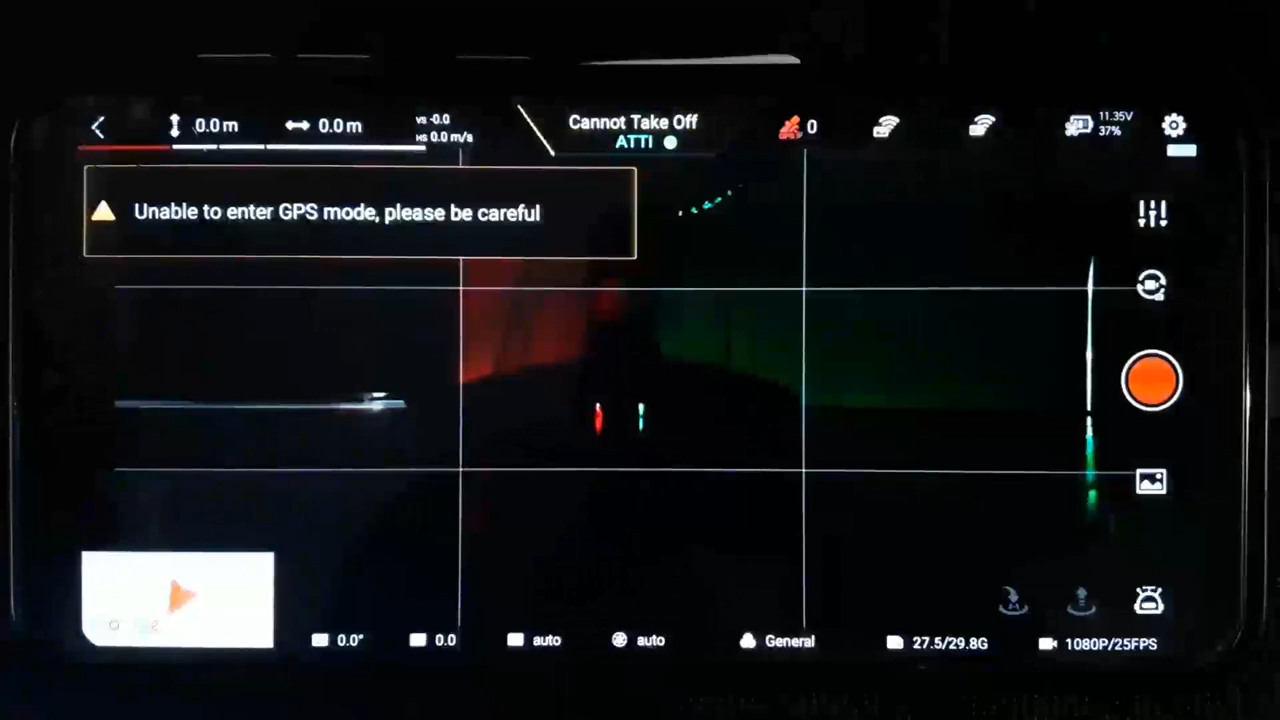 0.0 m
0.0 m
VS -0.0
HS 0.0 m/s
Cannot Take Off
ATTI
0
11.35V
37%
Unable to enter GPS mode, please be careful
0.0°
0.0
auto
auto
General
27.5/29.8G
1080P/25FPS